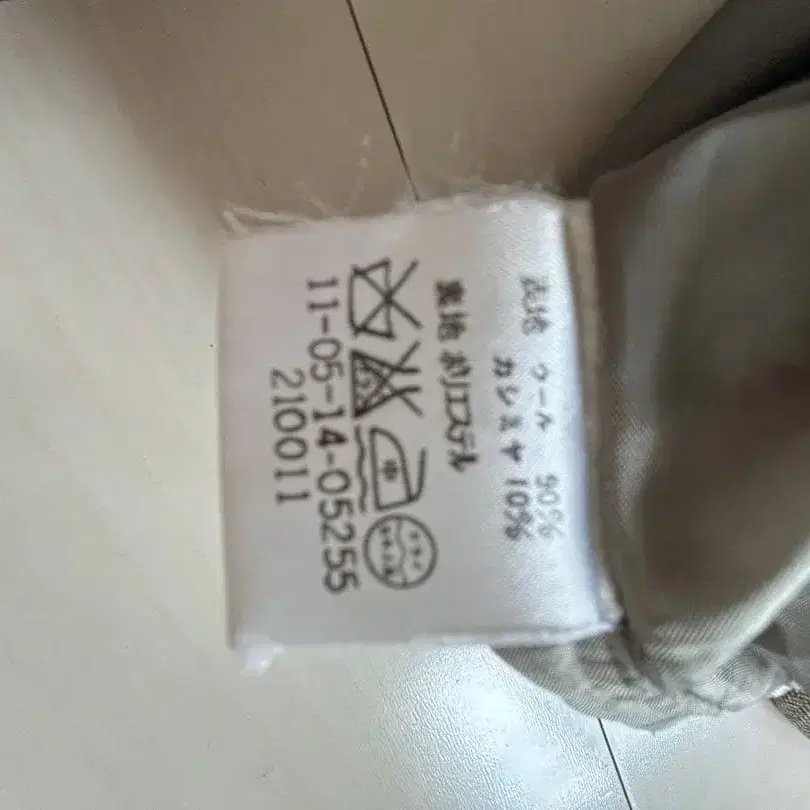 表地 ウール 90%
カシミヤ 10%
裏地 ポリエステル
中
11-05-14-05255
210011